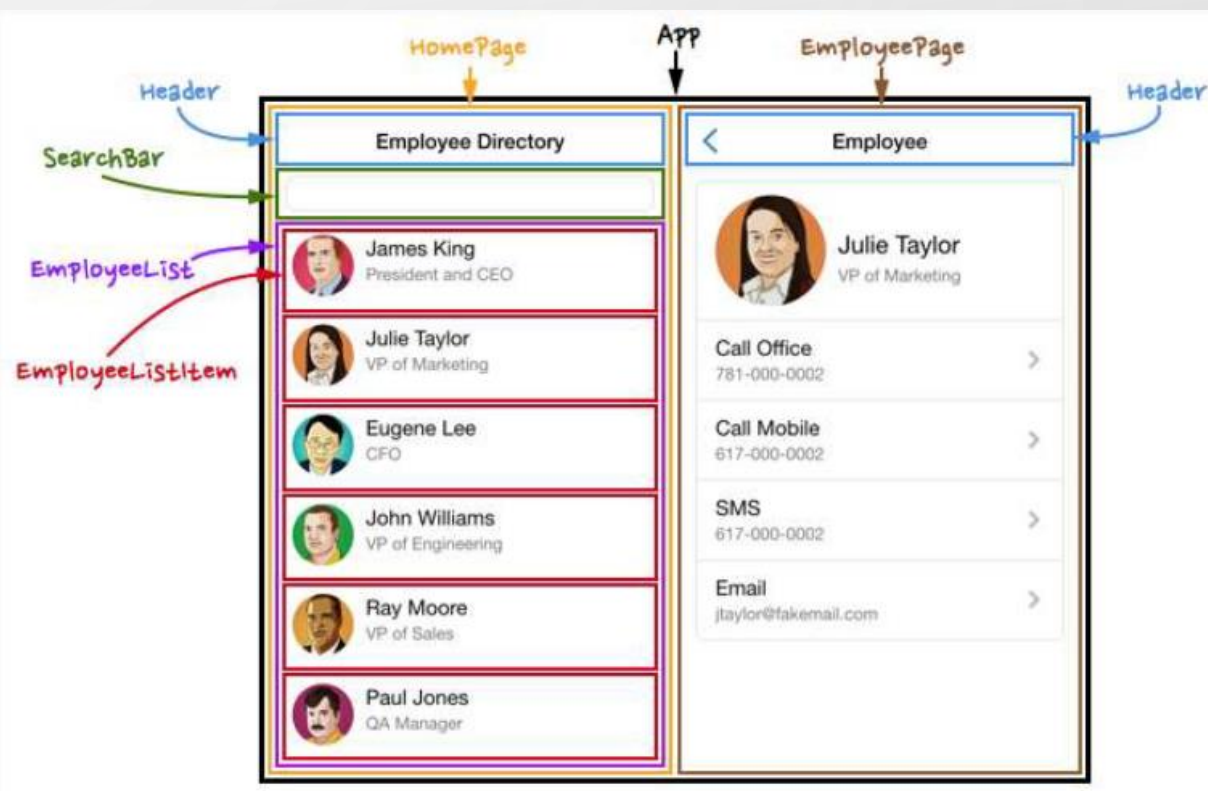 HomePage
App
EmployeePage
Header
Header
SearchBar
EmployeeList
EmployeeListItem
Employee Directory
James King
President and CEO
Julie Taylor
VP of Marketing
Eugene Lee
CFO
John Williams
VP of Engineering
Ray Moore
VP of Sales
Paul Jones
QA Manager
Employee
Julie Taylor
VP of Marketing
Call Office
781-000-0002
Call Mobile
617-000-0002
SMS
617-000-0002
Email
jtaylor@fakemail.com